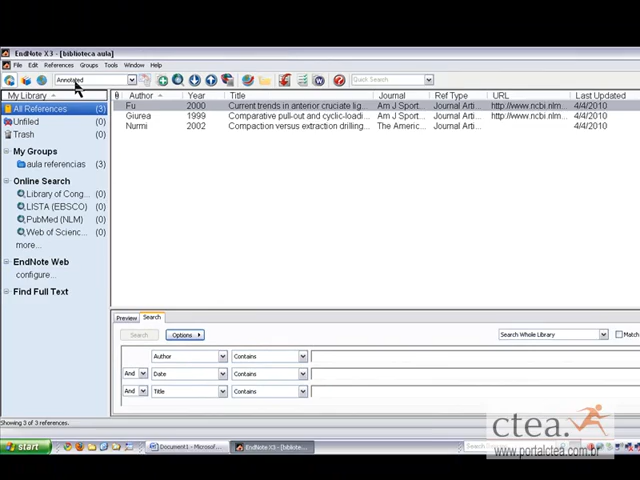 EndNote X3 - [biblioteca aula]
File Edit References Groups Tools Window Help
Annotated Quick Search
My Library Author Year Title Journal Ref Type URL Last Updated
All References (3) Fu 2000 Current trends in anterior cruciate lig... Am J Sport... Journal Arti... http://www.ncbi.nlm... 4/4/2010
Giurea 1999 Comparative pull-out and cyclic-loadi... Am J Sport... Journal Arti... http://www.ncbi.nlm... 4/4/2010
Unfiled (0) Nurmi 2002 Compaction versus extraction drilling... The Americ... Journal Arti... 4/4/2010
Trash (0)
My Groups
aula referencias (3)
Online Search
Library of Cong... (0)
LISTA (EBSCO) (0)
PubMed (NLM) (0)
Web of Scienc... (0)
more...
EndNote Web
configure...
Find Full Text
Preview Search
Search Options Search Whole Library Match
Author Contains
And Date Contains
And Title Contains
Showing 3 of 3 references.
ctea.
www.portalctea.com.br
start Document1 - Microsof... EndNote X3 - [bibliote...